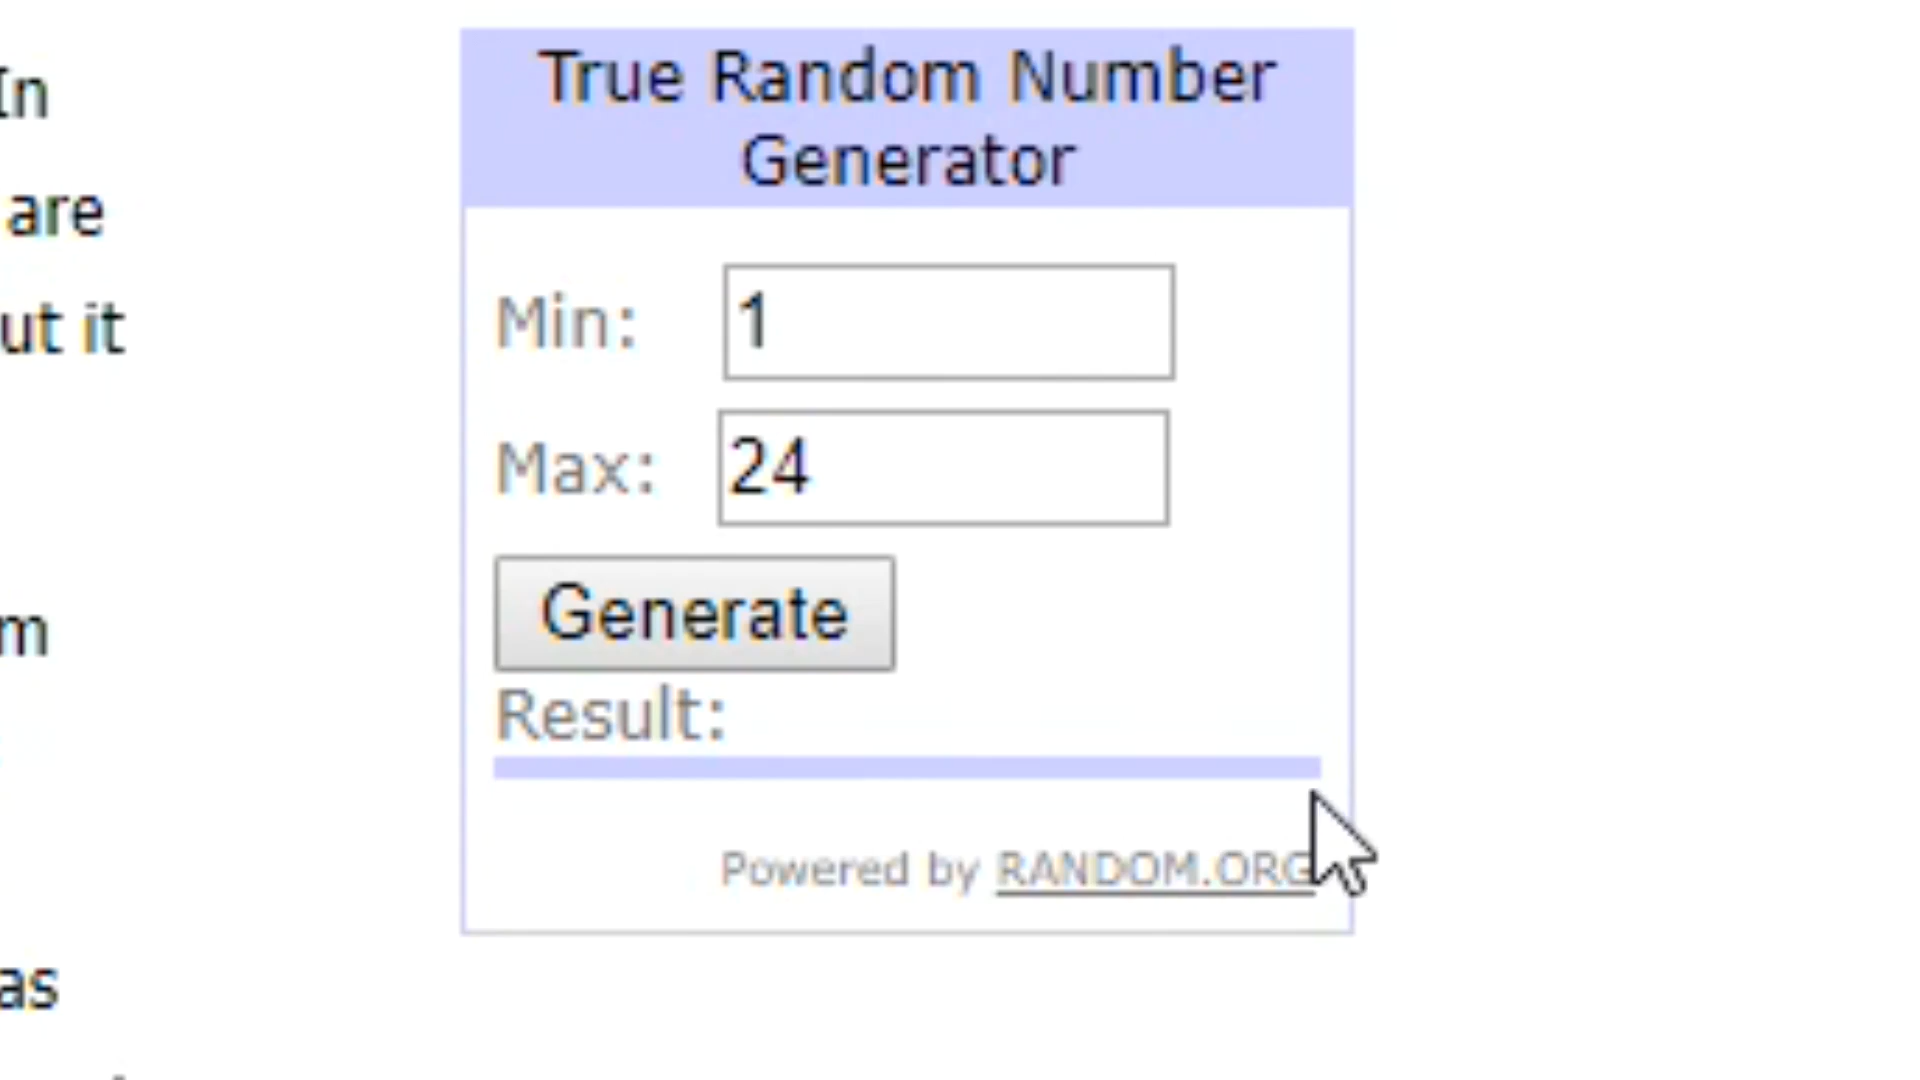 In
are
ut it
m
as
True Random Number
Generator
Min: 1
Max: 24
Generate
Result:
Powered by RANDOM.ORG